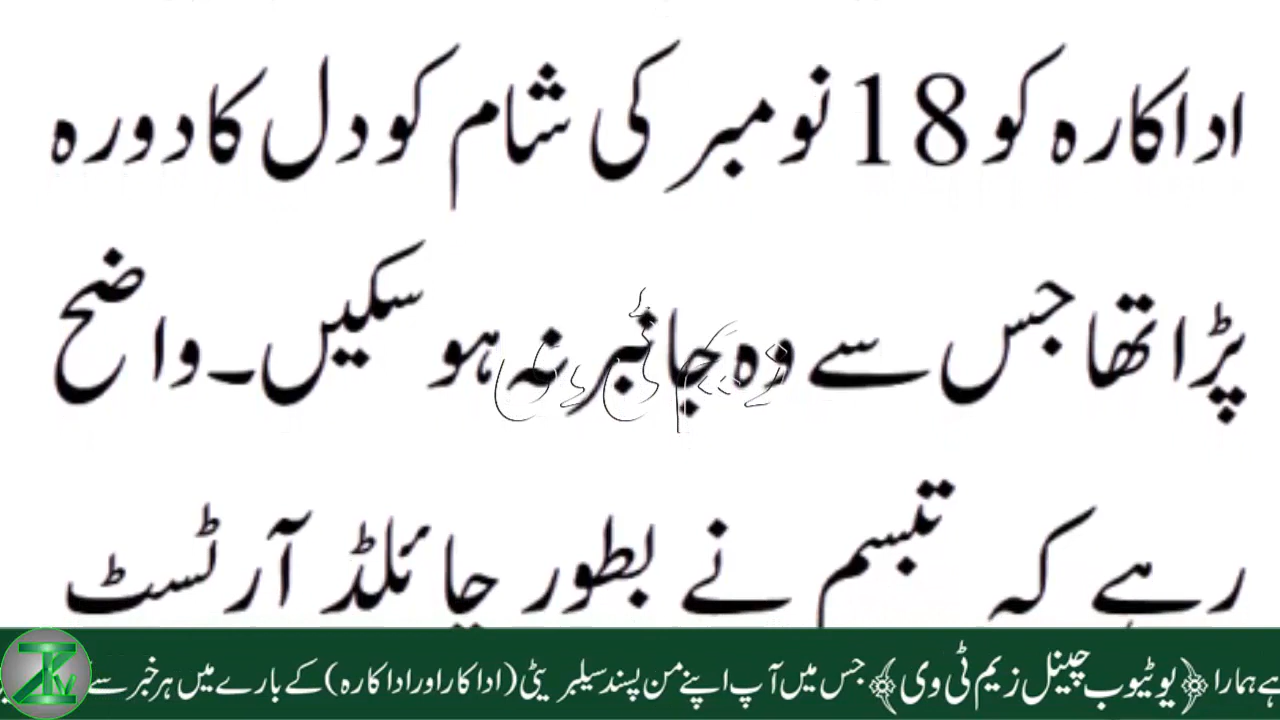 اداکارہ کو 18 نومبر کی شام کو دل کا دورہ
پڑا تھا جس سے وہ جانبر نہ ہو سکیں۔ واضح
رہے کہ تبسم نے بطور چائلڈ آرٹسٹ
ہے ہمارا ﴿یوٹیوب چینل زیم ٹی وی﴾ جس میں آپ اپنے من پسند سیلبریٹی (اداکار اور اداکارہ) کے بارے میں ہر خبر سے